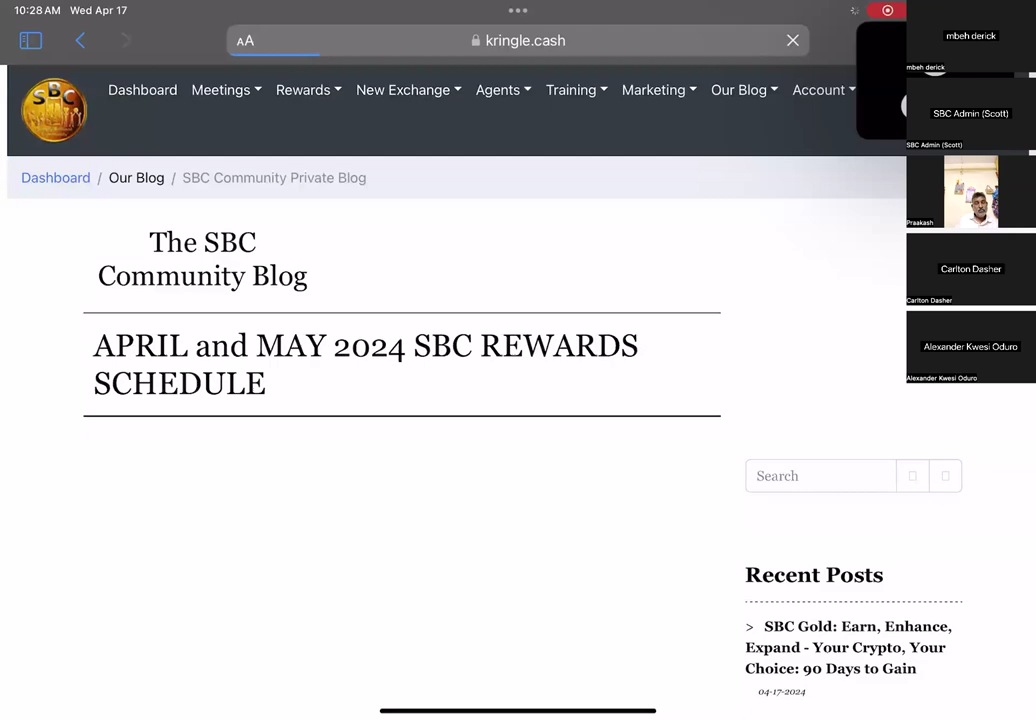 10:28 AM Wed Apr 17
AA kringle.cash
SBC
Dashboard Meetings Rewards New Exchange Agents Training Marketing Our Blog Account
Dashboard / Our Blog / SBC Community Private Blog
The SBC
Community Blog
APRIL and MAY 2024 SBC REWARDS
SCHEDULE
Search
Recent Posts
> SBC Gold: Earn, Enhance,
Expand - Your Crypto, Your
Choice: 90 Days to Gain
04-17-2024
mbeh derick
mbeh derick
SBC Admin (Scott)
SBC Admin (Scott)
Praakash
Carlton Dasher
Carlton Dasher
Alexander Kwesi Oduro
Alexander Kwesi Oduro